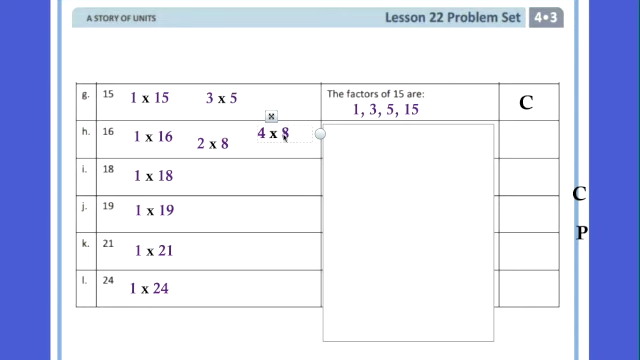 A STORY OF UNITS Lesson 22 Problem Set 4•3
g. 15 1 x 15 3 x 5 The factors of 15 are: C
1, 3, 5, 15
h. 16 1 x 16 2 x 8 4 x 8
i. 18 1 x 18 C
j. 19 1 x 19 P
k. 21 1 x 21
l. 24 1 x 24